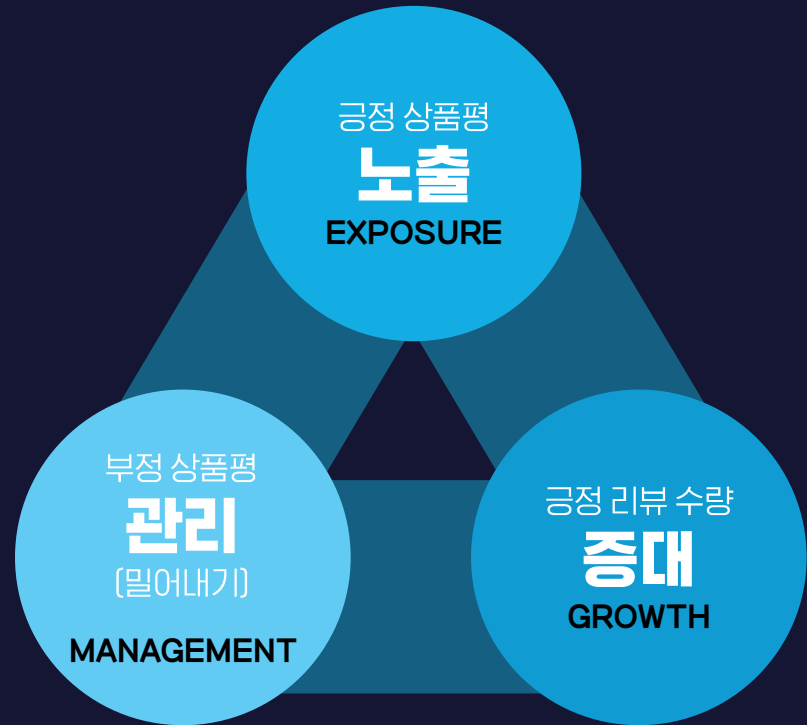 긍정 상품평
노출
EXPOSURE
부정 상품평
관리
(밀어내기)
MANAGEMENT
긍정 리뷰 수량
증대
GROWTH